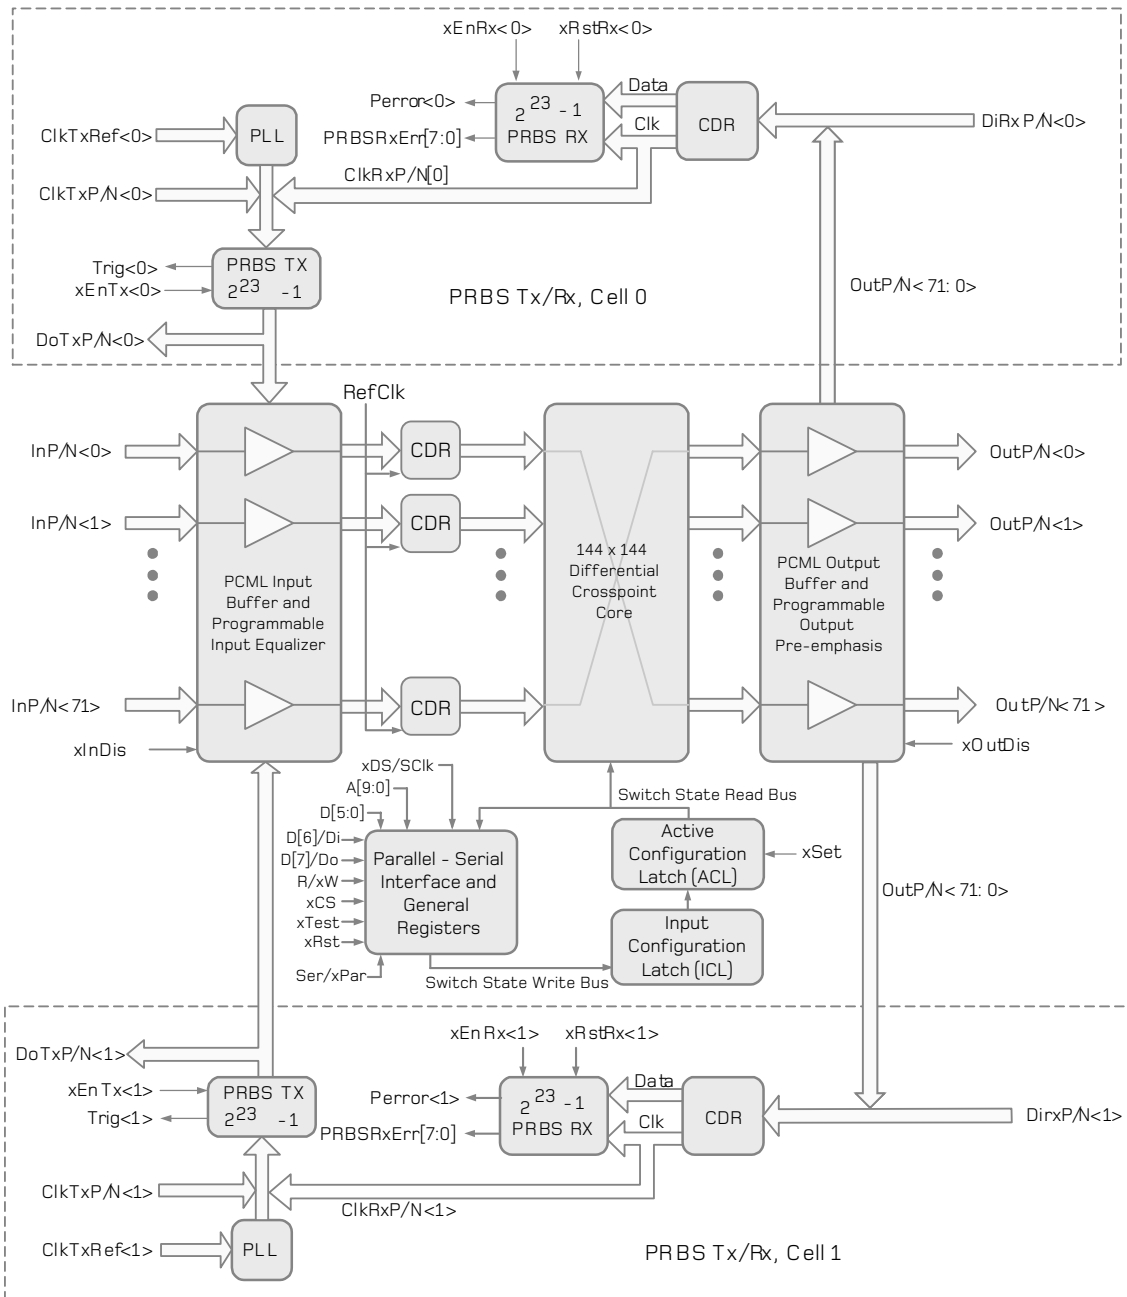 xEnRx<0>
xRstRx<0>
Data
Perror<0>
2^23 - 1
CDR
DiRxP/N<0>
ClkTxRef<0>
PLL
PRBSRxErr[7:0]
PRBS RX
Clk
ClkRxP/N[0]
ClkTxP/N<0>
Trig<0>
PRBS TX
xEnTx<0>
2^23 -1
PRBS Tx/Rx, Cell 0
OutP/N<71:0>
DoTxP/N<0>
RefClk
InP/N<0>
CDR
OutP/N<0>
InP/N<1>
CDR
OutP/N<1>
PCML Input
Buffer and
Programmable
Input Equalizer
144 x 144
Differential
Crosspoint
Core
PCML Output
Buffer and
Programmable
Output
Pre-emphasis
InP/N<71>
CDR
OutP/N<71>
xInDis
xOutDis
xDS/SClk
A[9:0]
D[5:0]
Switch State Read Bus
D[6]/Di
D[7]/Do
R/xW
xCS
xTest
xRst
Ser/xPar
Parallel - Serial
Interface and
General
Registers
Active
Configuration
Latch (ACL)
xSet
OutP/N<71:0>
Input
Configuration
Latch (ICL)
Switch State Write Bus
DoTxP/N<1>
xEnRx<1>
xRstRx<1>
Data
xEnTx<1>
PRBS TX
Trig<1>
2^23 -1
Perror<1>
2^23 -1
PRBSRxErr[7:0]
PRBS RX
Clk
CDR
DirxP/N<1>
ClkTxP/N<1>
ClkRxP/N<1>
ClkTxRef<1>
PLL
PRBS Tx/Rx, Cell 1